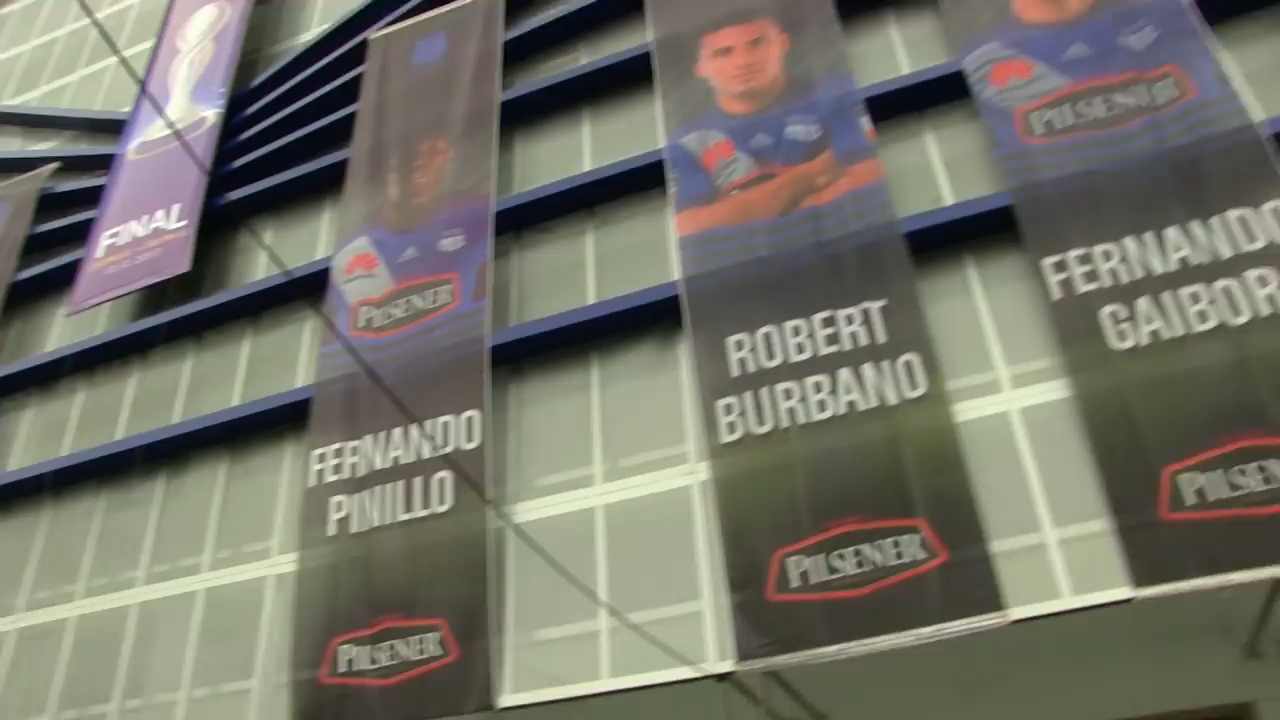 FINAL
PILSENER
FERNANDO
PINILLO
PILSENER
ROBERT
BURBANO
PILSENER
PILSENER
FERNANDO
GAIBOR
PILSENER